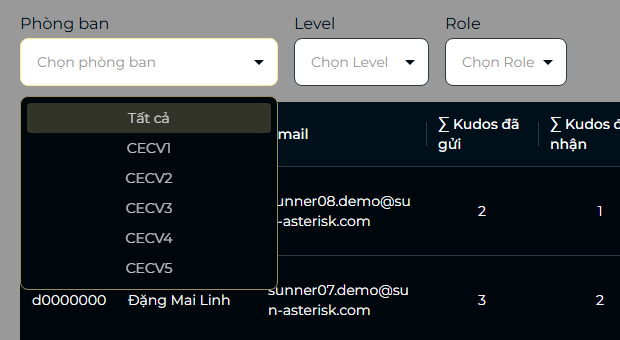 Phòng ban
Level
Role
Chọn phòng ban
Chọn Level
Chọn Role
Tất cả
CECV1
CECV2
CECV3
CECV4
CECV5
∑ Kudos đã
gửi
∑ Kudos
nhận
sunner08.demo@su
n-asterisk.com
2
1
d0000000
Đặng Mai Linh
sunner07.demo@su
n-asterisk.com
3
2